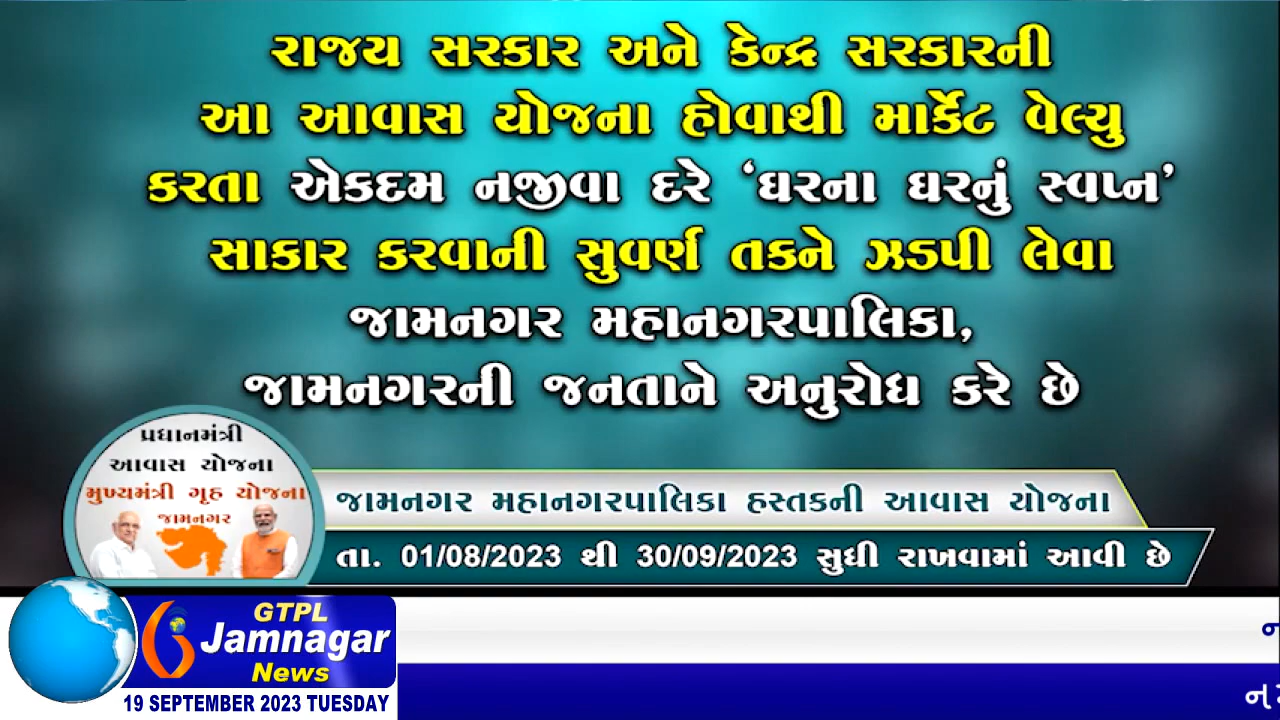 રાજય સરકાર અને કેન્દ્ર સરકારની
આ આવાસ યોજના હોવાથી માર્કેટ વેલ્યુ
કરતા એકદમ નજીવા દરે ‘ઘરના ઘરનું સ્વપ્ન’
સાકાર કરવાની સુવર્ણ તકને ઝડપી લેવા
જામનગર મહાનગરપાલિકા,
જામનગરની જનતાને અનુરોધ કરે છે
પ્રધાનમંત્રી
આવાસ યોજના
મુખ્યમંત્રી ગૃહ યોજના
જામનગર
જામનગર મહાનગરપાલિકા હસ્તકની આવાસ યોજના
તા. 01/08/2023 થી 30/09/2023 સુધી રાખવામાં આવી છે
GTPL
Jamnagar
News
19 SEPTEMBER 2023 TUESDAY